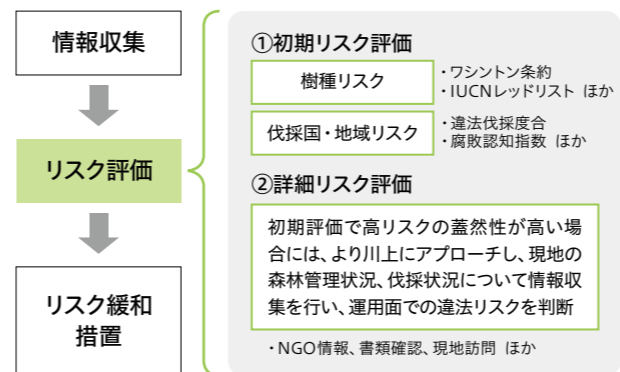 情報収集
リスク評価
リスク緩和
措置
①初期リスク評価
樹種リスク
・ワシントン条約
・IUCNレッドリスト ほか
伐採国・地域リスク
・違法伐採度合
・腐敗認知指数 ほか
②詳細リスク評価
初期評価で高リスクの蓋然性が高い場
合には、より川上にアプローチし、現地の
森林管理状況、伐採状況について情報収
集を行い、運用面での違法リスクを判断
・NGO情報、書類確認、現地訪問 ほか